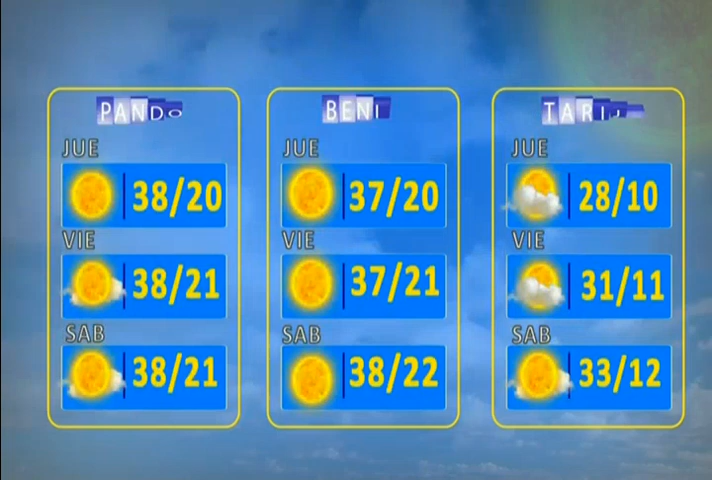 PANDO
JUE
38/20
VIE
38/21
SAB
38/21
BENI
JUE
37/20
VIE
37/21
SAB
38/22
JUE
28/10
VIE
31/11
SAB
33/12